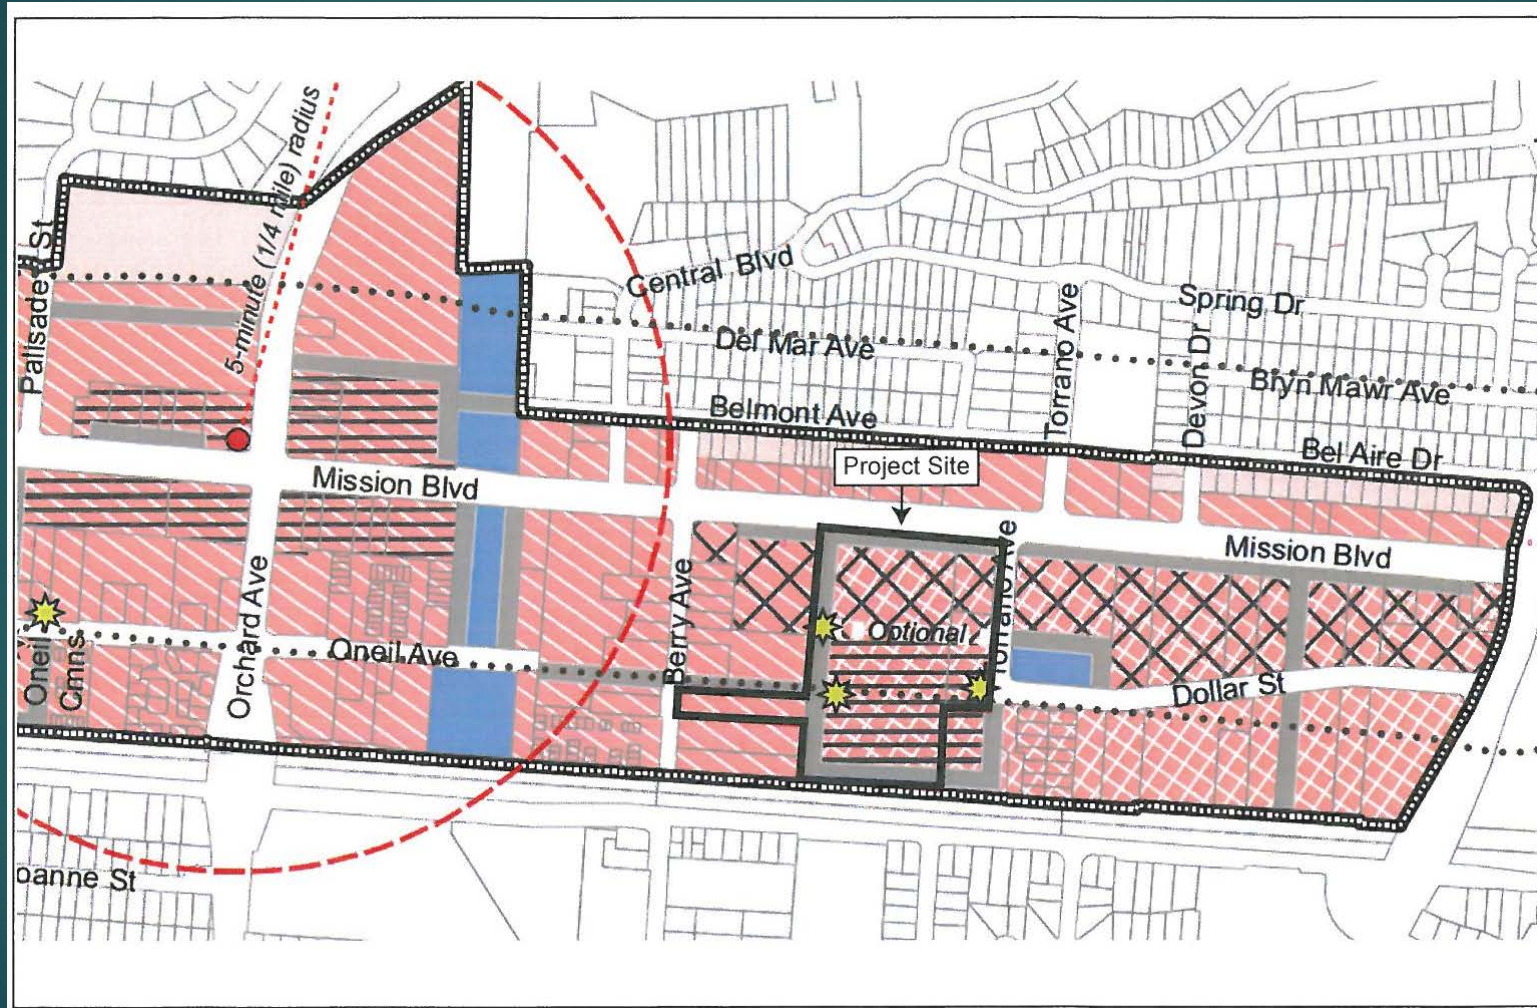 5-minute (1/4 mile) radius
Palisade St
Central Blvd
Spring Dr
Torrano Ave
Devon Dr
Del Mar Ave
Bryn Mawr Ave
Belmont Ave
Bel Aire Dr
Project Site
Mission Blvd
Mission Blvd
Orchard Ave
Berry Ave
Torrano Ave
Optional
Oneil Ave
Oneil
Cmns
Dollar St
oanne St